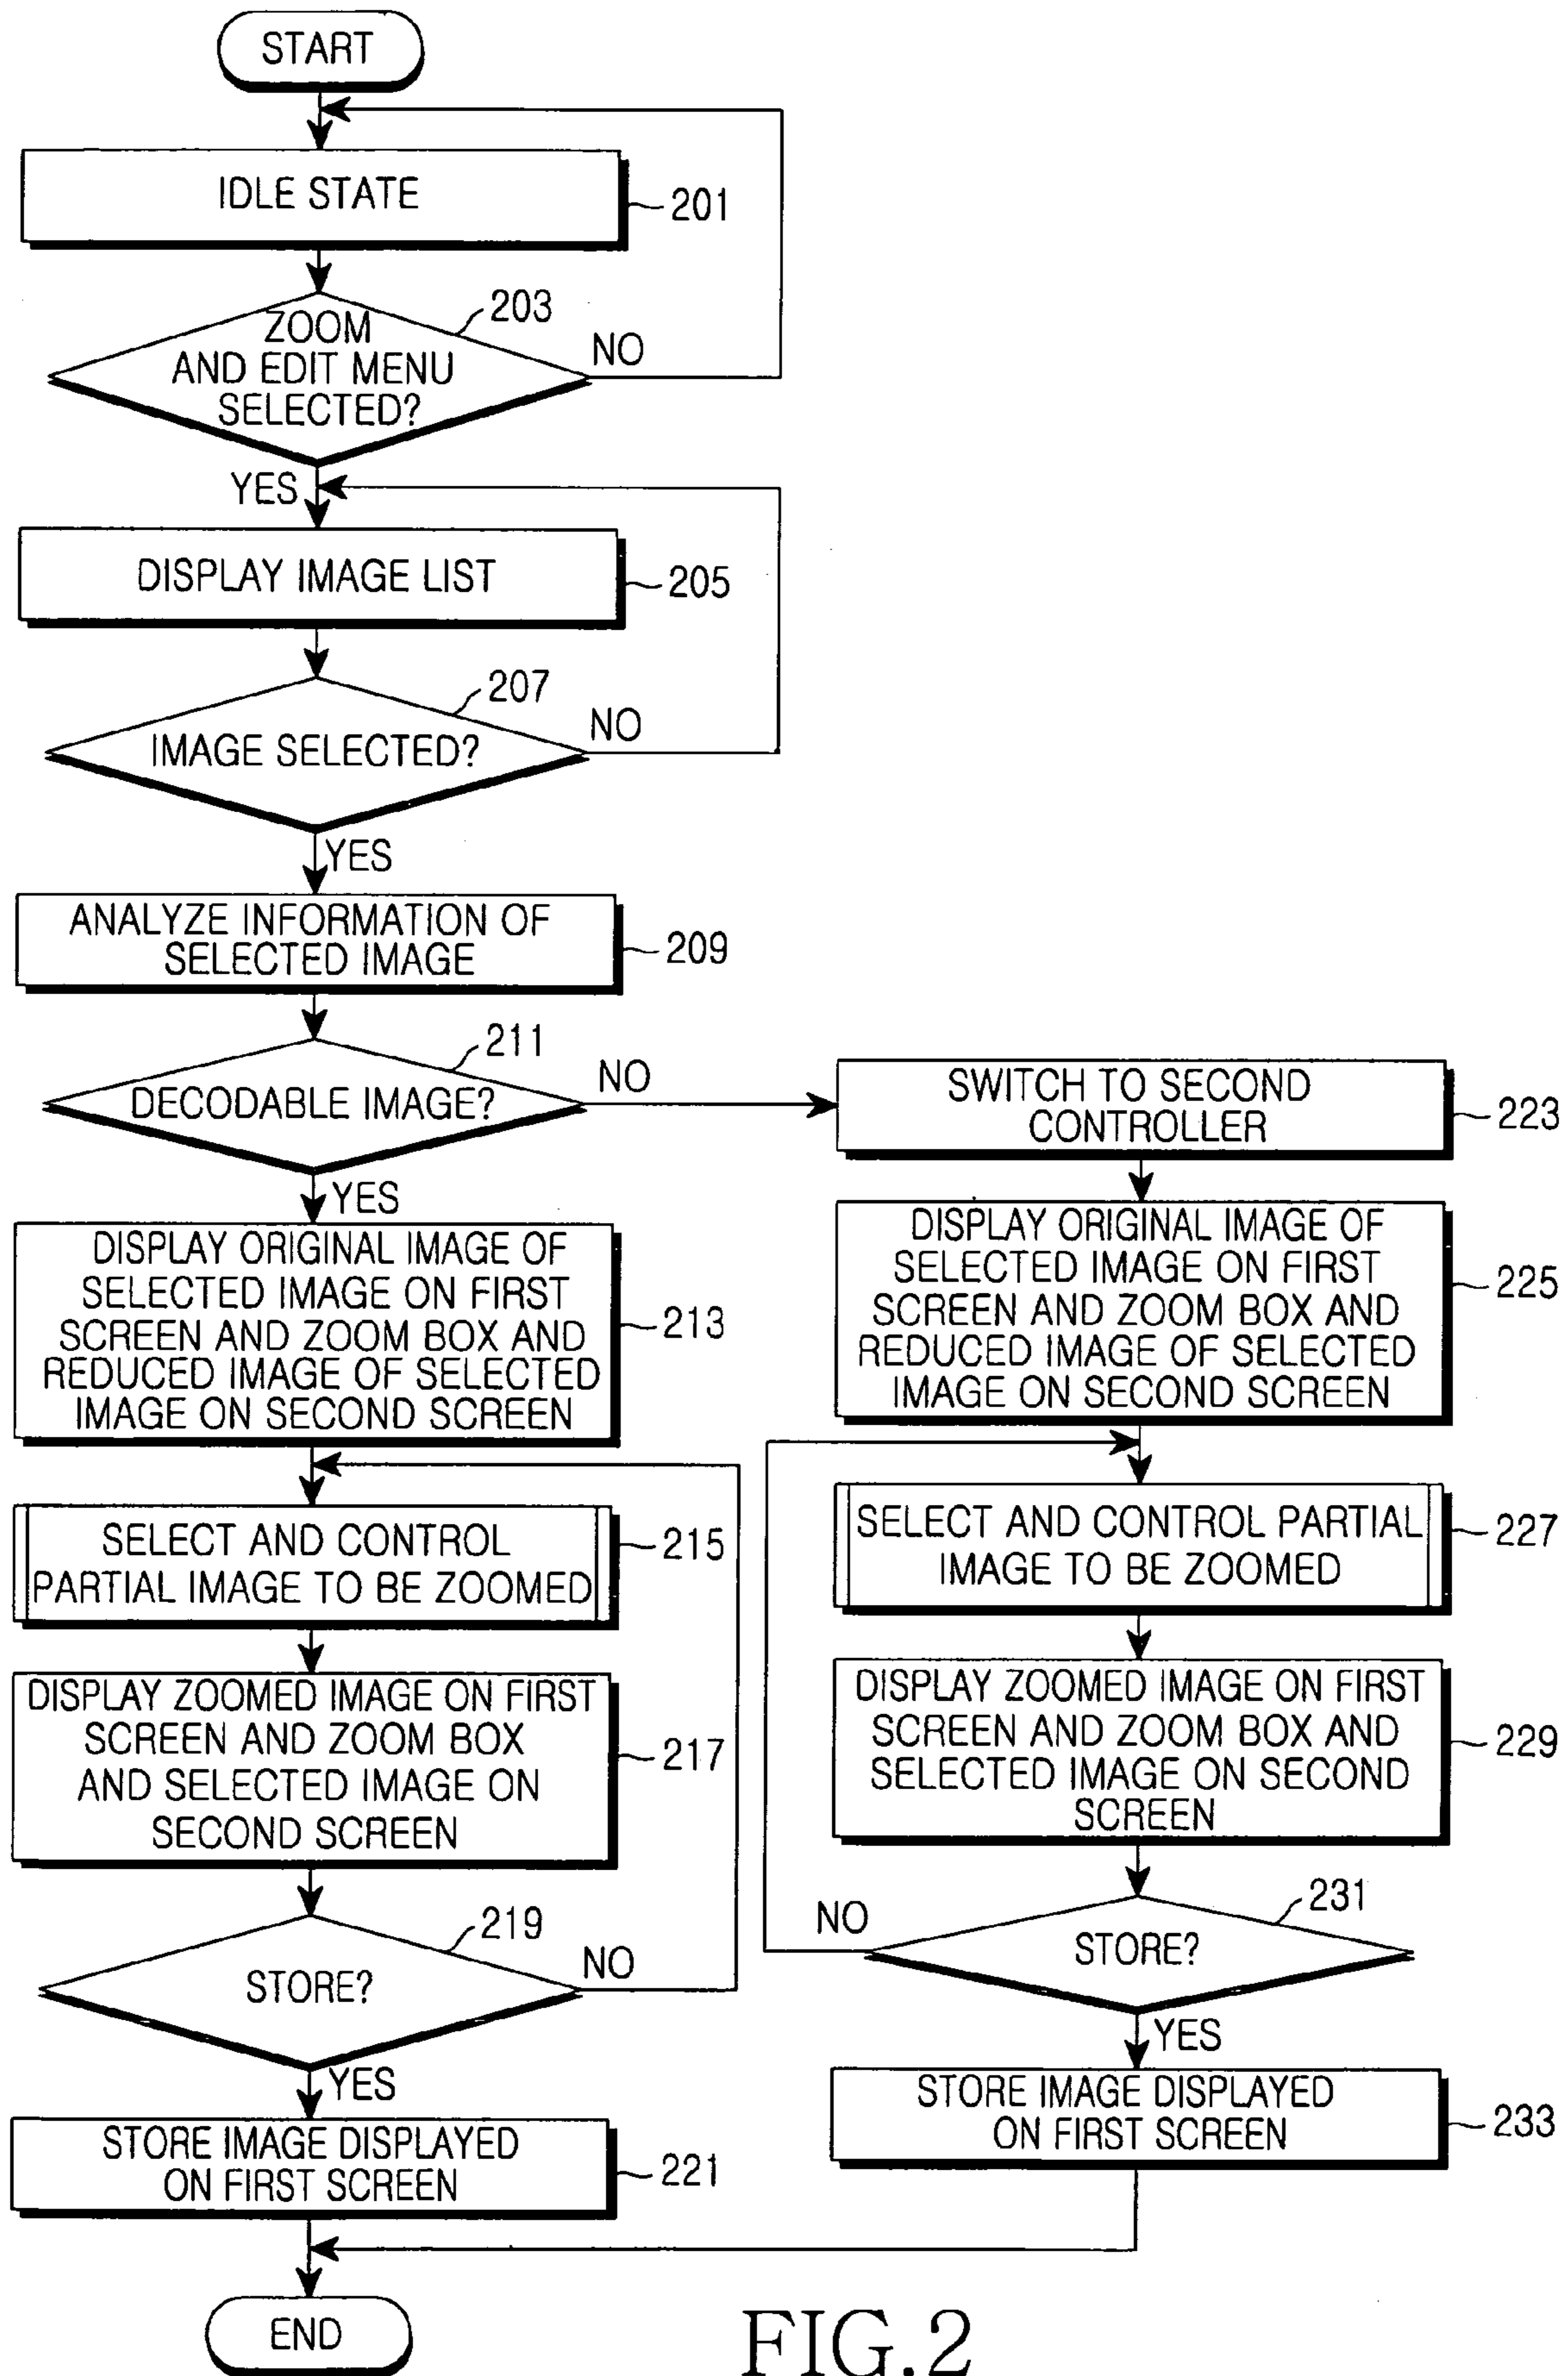 START
IDLE STATE
201
203
ZOOM
AND EDIT MENU
SELECTED?
NO
YES
DISPLAY IMAGE LIST
205
207
IMAGE SELECTED?
NO
YES
ANALYZE INFORMATION OF
SELECTED IMAGE
209
211
DECODABLE IMAGE?
NO
YES
DISPLAY ORIGINAL IMAGE OF
SELECTED IMAGE ON FIRST
SCREEN AND ZOOM BOX AND
REDUCED IMAGE OF SELECTED
IMAGE ON SECOND SCREEN
213
SELECT AND CONTROL
PARTIAL IMAGE TO BE ZOOMED
215
DISPLAY ZOOMED IMAGE ON FIRST
SCREEN AND ZOOM BOX
AND SELECTED IMAGE ON
SECOND SCREEN
217
219
STORE?
NO
YES
STORE IMAGE DISPLAYED
ON FIRST SCREEN
221
SWITCH TO SECOND
CONTROLLER
223
DISPLAY ORIGINAL IMAGE OF
SELECTED IMAGE ON FIRST
SCREEN AND ZOOM BOX AND
REDUCED IMAGE OF SELECTED
IMAGE ON SECOND SCREEN
225
SELECT AND CONTROL PARTIAL
IMAGE TO BE ZOOMED
227
DISPLAY ZOOMED IMAGE ON FIRST
SCREEN AND ZOOM BOX AND
SELECTED IMAGE ON SECOND
SCREEN
229
231
STORE?
NO
YES
STORE IMAGE DISPLAYED
ON FIRST SCREEN
233
END
FIG.2